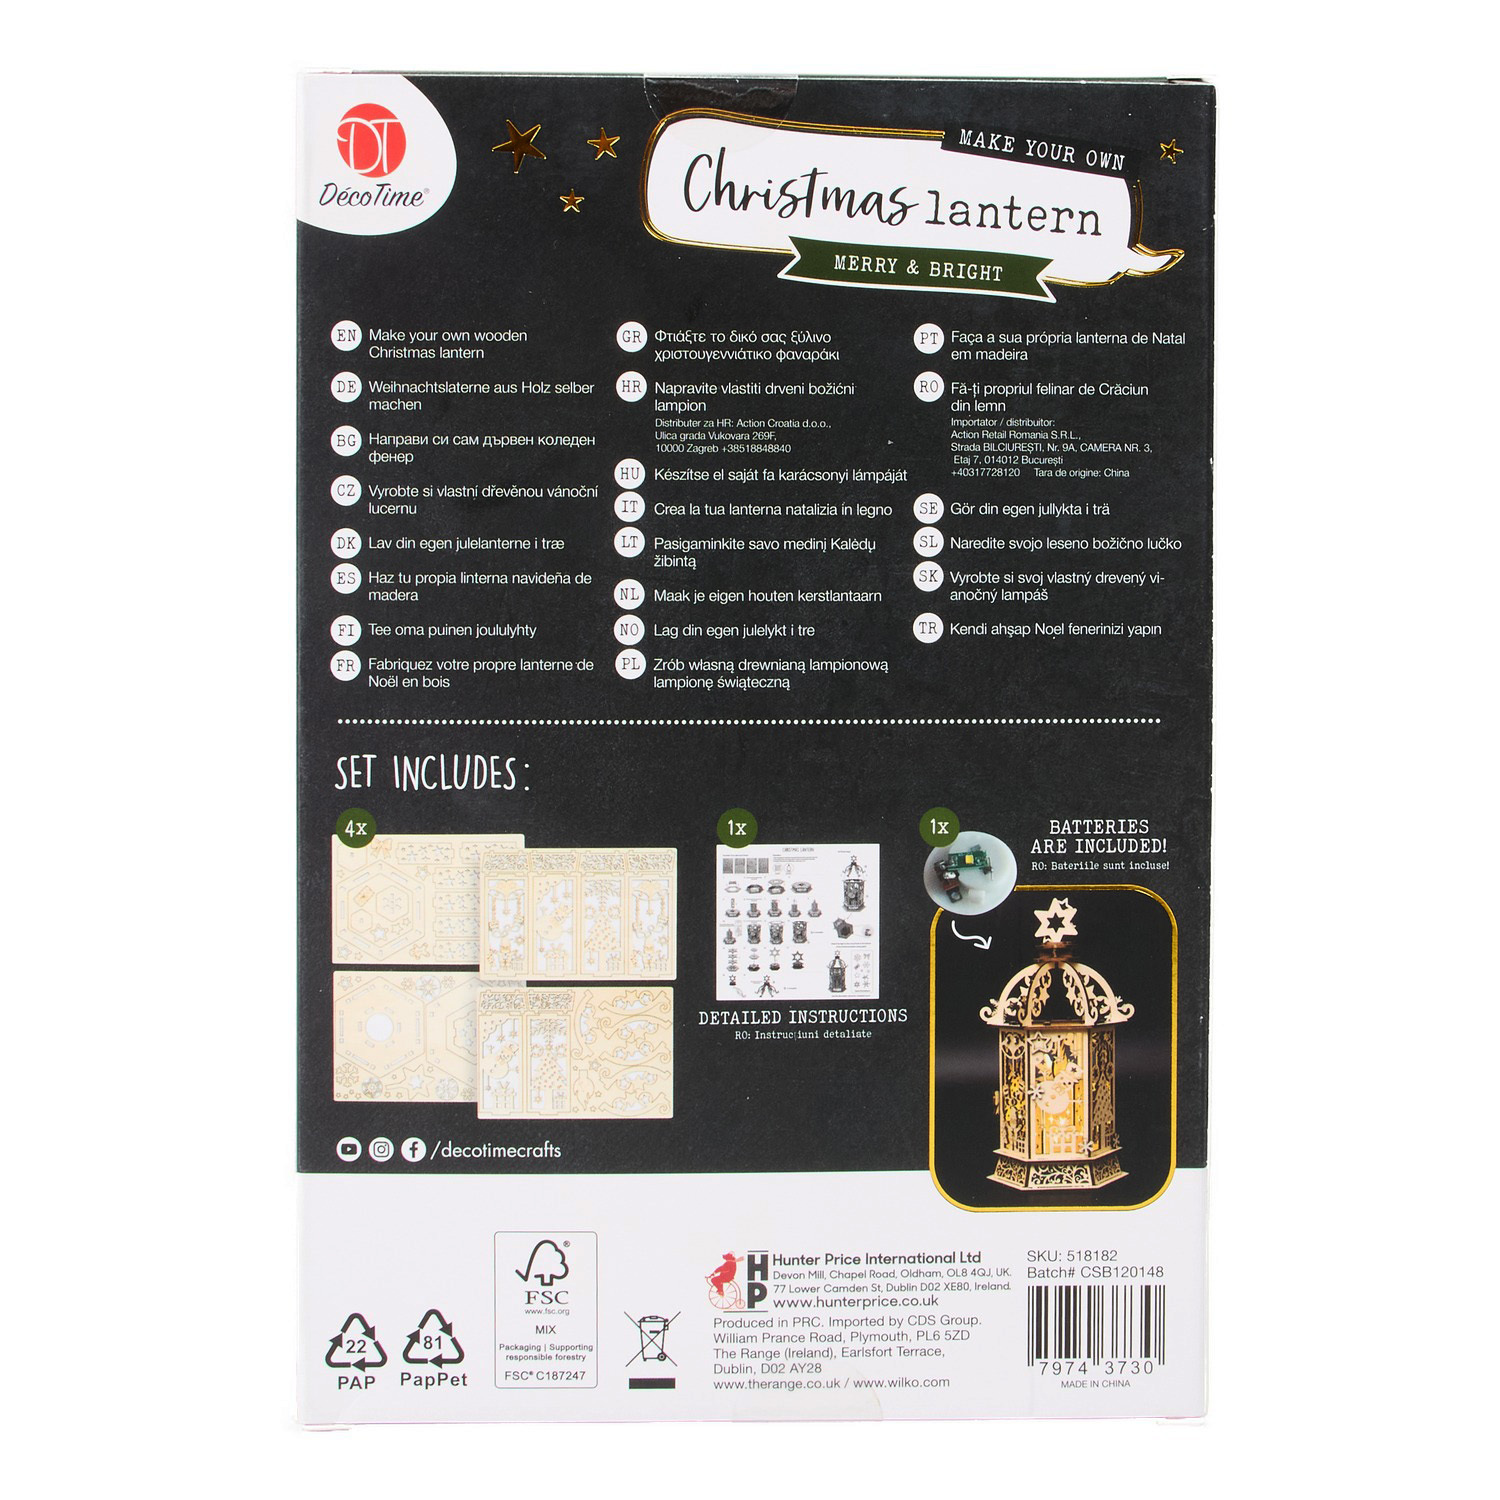 DT
DécoTime®
MAKE YOUR OWN
Christmas lantern
MERRY & BRIGHT
EN Make your own wooden
Christmas lantern
DE Weihnachtslaterne aus Holz selber
machen
BG Направи си сам дървен коледен
фенер
CZ Vyrobte si vlastní dřevěnou vánoční
lucernu
DK Lav din egen julelanterne i træ
ES Haz tu propia linterna navideña de
madera
FI Tee oma puinen joululyhty
FR Fabriquez votre propre lanterne de
Noël en bois
GR Φτιάξτε το δικό σας ξύλινο
χριστουγεννιάτικο φαναράκι
HR Napravite vlastiti drveni božićni
lampion
Distributer za HR: Action Croatia d.o.o.,
Ulica grada Vukovara 269F,
10000 Zagreb +38518848840
HU Készítse el saját fa karácsonyi lámpáját
IT Crea la tua lanterna natalizia in legno
LT Pasigaminkite savo medinį Kalėdų
žibintą
NL Maak je eigen houten kerstlantaarn
NO Lag din egen julelykt i tre
PL Zrób własną drewnianą lampionową
lampionę świąteczną
PT Faça a sua própria lanterna de Natal
em madeira
RO Fă-ți propriul felinar de Crăciun
din lemn
Importator / distribuitor:
Action Retail Romania S.R.L.,
Strada BILCIUREȘTI, Nr. 9A, CAMERA NR. 3,
Etaj 7, 014012 București
+40317728120 Tara de origine: China
SE Gör din egen jullykta i trä
SL Naredite svojo leseno božično lučko
SK Vyrobte si svoj vlastný drevený vi-
anočný lampáš
TR Kendi ahşap Noel fenerinizi yapın
SET INCLUDES:
4x
1x
CHRISTMAS LANTERN
DETAILED INSTRUCTIONS
RO: Instrucțiuni detaliate
1x
BATTERIES
ARE INCLUDED!
RO: Bateriile sunt incluse!
/decotimecrafts
22
PAP
81
PapPet
FSC
www.fsc.org
MIX
Packaging | Supporting
responsible forestry
FSC® C187247
HP
Hunter Price International Ltd
Devon Mill, Chapel Road, Oldham, OL8 4QJ, UK.
77 Lower Camden St, Dublin D02 XE80, Ireland.
www.hunterprice.co.uk
Produced in PRC. Imported by CDS Group.
William Prance Road, Plymouth, PL6 5ZD
The Range (Ireland), Earlsfort Terrace,
Dublin, D02 AY28
www.therange.co.uk / www.wilko.com
SKU: 518182
Batch# CSB120148
7974 3730
MADE IN CHINA